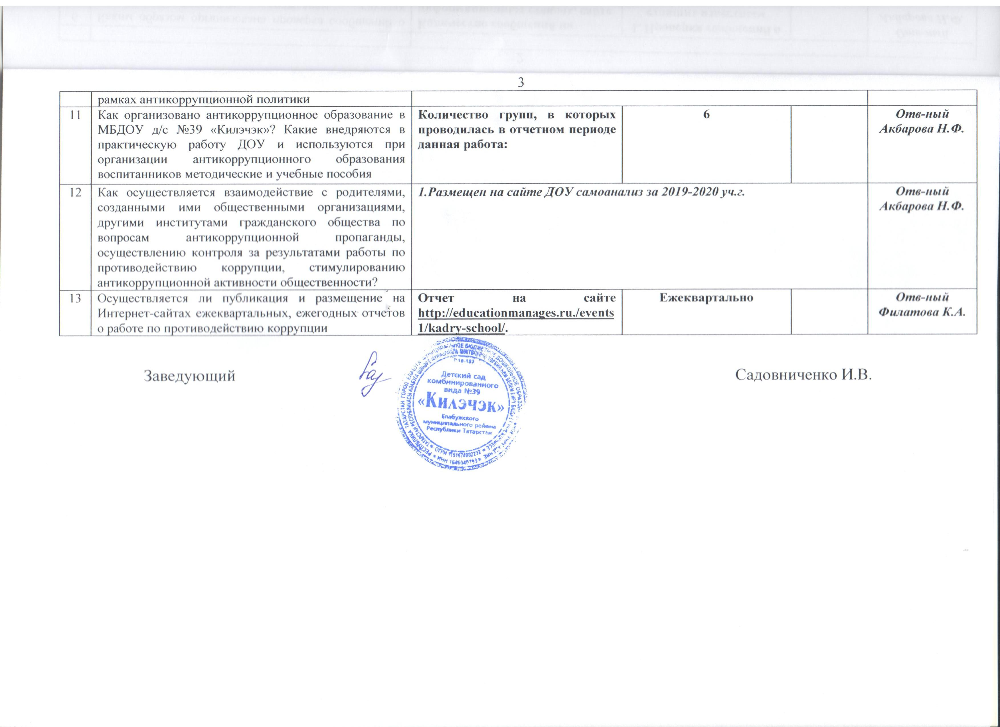 3
рамках антикоррупционной политики
11
Как организовано антикоррупционное образование в
МБДОУ д/с №39 «Килэчэк»? Какие внедряются в
практическую работу ДОУ и используются при
организации антикоррупционного образования
воспитанников методические и учебные пособия
Количество групп, в которых
проводилась в отчетном периоде
данная работа:
6
Отв-ный
Акбарова Н.Ф.
12
Как осуществляется взаимодействие с родителями,
созданными ими общественными организациями,
другими институтами гражданского общества по
вопросам антикоррупционной пропаганды,
осуществлению контроля за результатами работы по
противодействию коррупции, стимулированию
антикоррупционной активности общественности?
1.Размещен на сайте ДОУ самоанализ за 2019-2020 уч.г.
Отв-ный
Акбарова Н.Ф.
13
Осуществляется ли публикация и размещение на
Интернет-сайтах ежеквартальных, ежегодных отчетов
о работе по противодействию коррупции
Отчет на сайте
http://educationmanages.ru./events
1/kadry-school/.
Ежеквартально
Отв-ный
Филатова К.А.
Заведующий
Садовниченко И.В.
Детский сад
комбинированного
вида №39
«Килэчэк»
Елабужского
муниципального района
Республики Татарстан